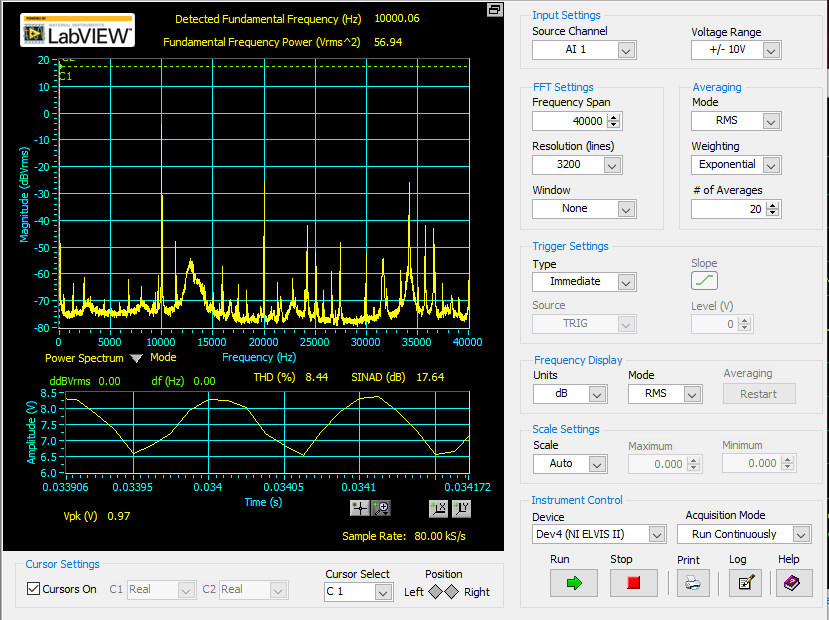 POWERED BY
NATIONAL INSTRUMENTS
LabVIEW™
Detected Fundamental Frequency (Hz) 10000.06
Fundamental Frequency Power (Vrms^2) 56.94
C2
C1
Magnitude (dBVrms)
20
10
0
-10
-20
-30
-40
-50
-60
-70
-80
0 5000 10000 15000 20000 25000 30000 35000 40000
Power Spectrum Mode Frequency (Hz)
ddBVrms 0.00 df (Hz) 0.00 THD (%) 8.44 SINAD (dB) 17.64
Amplitude (V)
8.5
8.0
7.5
7.0
6.5
6.0
0.033906 0.03395 0.034 0.03405 0.0341 0.034172
Time (s)
Vpk (V) 0.97
Sample Rate: 80.00 kS/s
Cursor Settings
Cursors On C1 Real C2 Real
Cursor Select
C 1
Position
Left Right
Input Settings
Source Channel
AI 1
Voltage Range
+/- 10V
FFT Settings
Frequency Span
40000
Resolution (lines)
3200
Window
None
Averaging
Mode
RMS
Weighting
Exponential
# of Averages
20
Trigger Settings
Type
Immediate
Slope
Source
TRIG
Level (V)
0
Frequency Display
Units
dB
Mode
RMS
Averaging
Restart
Scale Settings
Scale
Auto
Maximum
0.000
Minimum
0.000
Instrument Control
Device
Dev4 (NI ELVIS II)
Acquisition Mode
Run Continuously
Run Stop Print Log Help